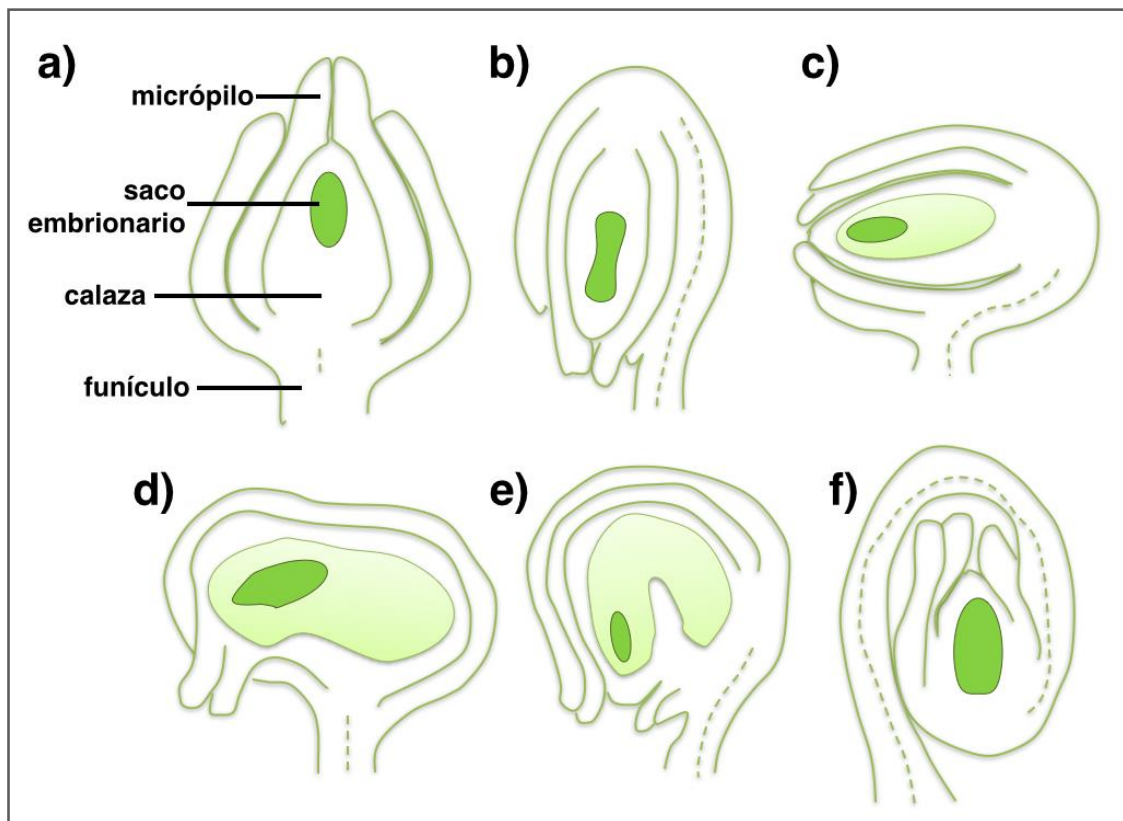 a)
b)
c)
micrópilo
saco
embrionario
calaza
funículo
d)
e)
f)